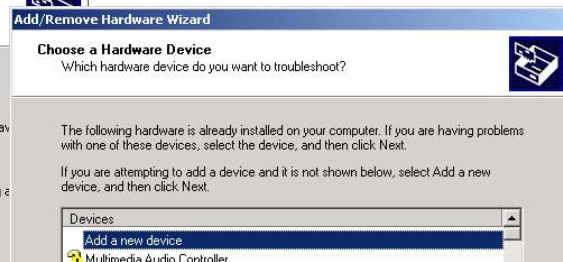 Add/Remove Hardware Wizard
Choose a Hardware Device
Which hardware device do you want to troubleshoot?
The following hardware is already installed on your computer. If you are having problems
with one of these devices, select the device, and then click Next.
If you are attempting to add a device and it is not shown below, select Add a new
device, and then click Next.
Devices
Add a new device
Multimedia Audio Controller